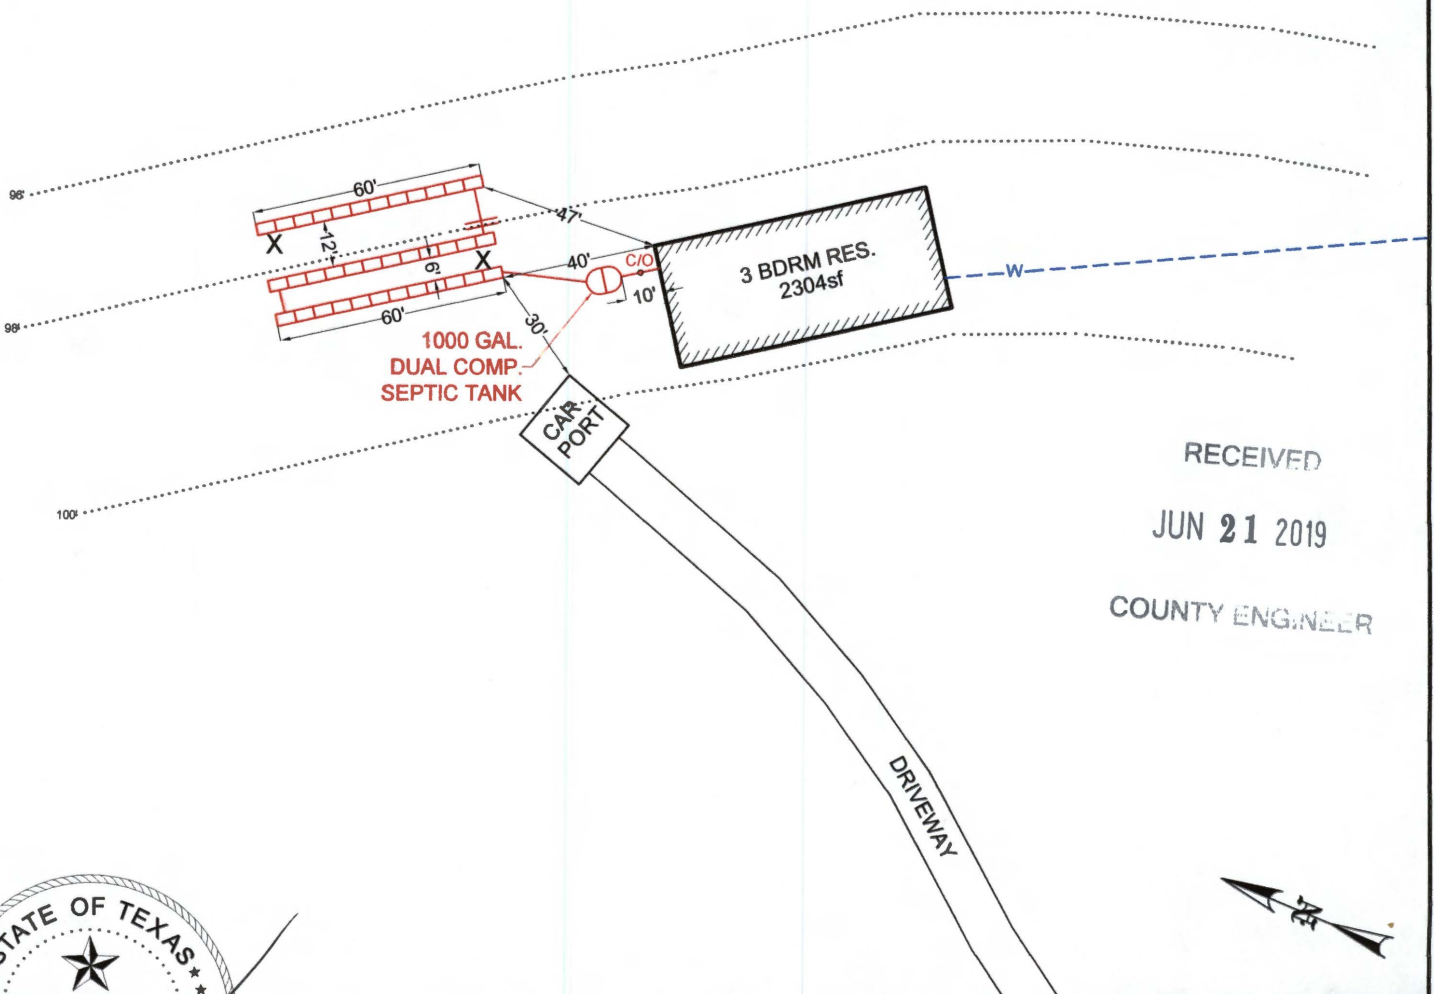 96'
60'
47'
12'
6'
X
X
40'
C/O
10'
3 BDRM RES.
2304sf
W
98'
60'
30'
1000 GAL.
DUAL COMP.
SEPTIC TANK
CAR
PORT
100'
RECEIVED
JUN 21 2019
COUNTY ENGINEER
DRIVEWAY
N
STATE OF TEXAS